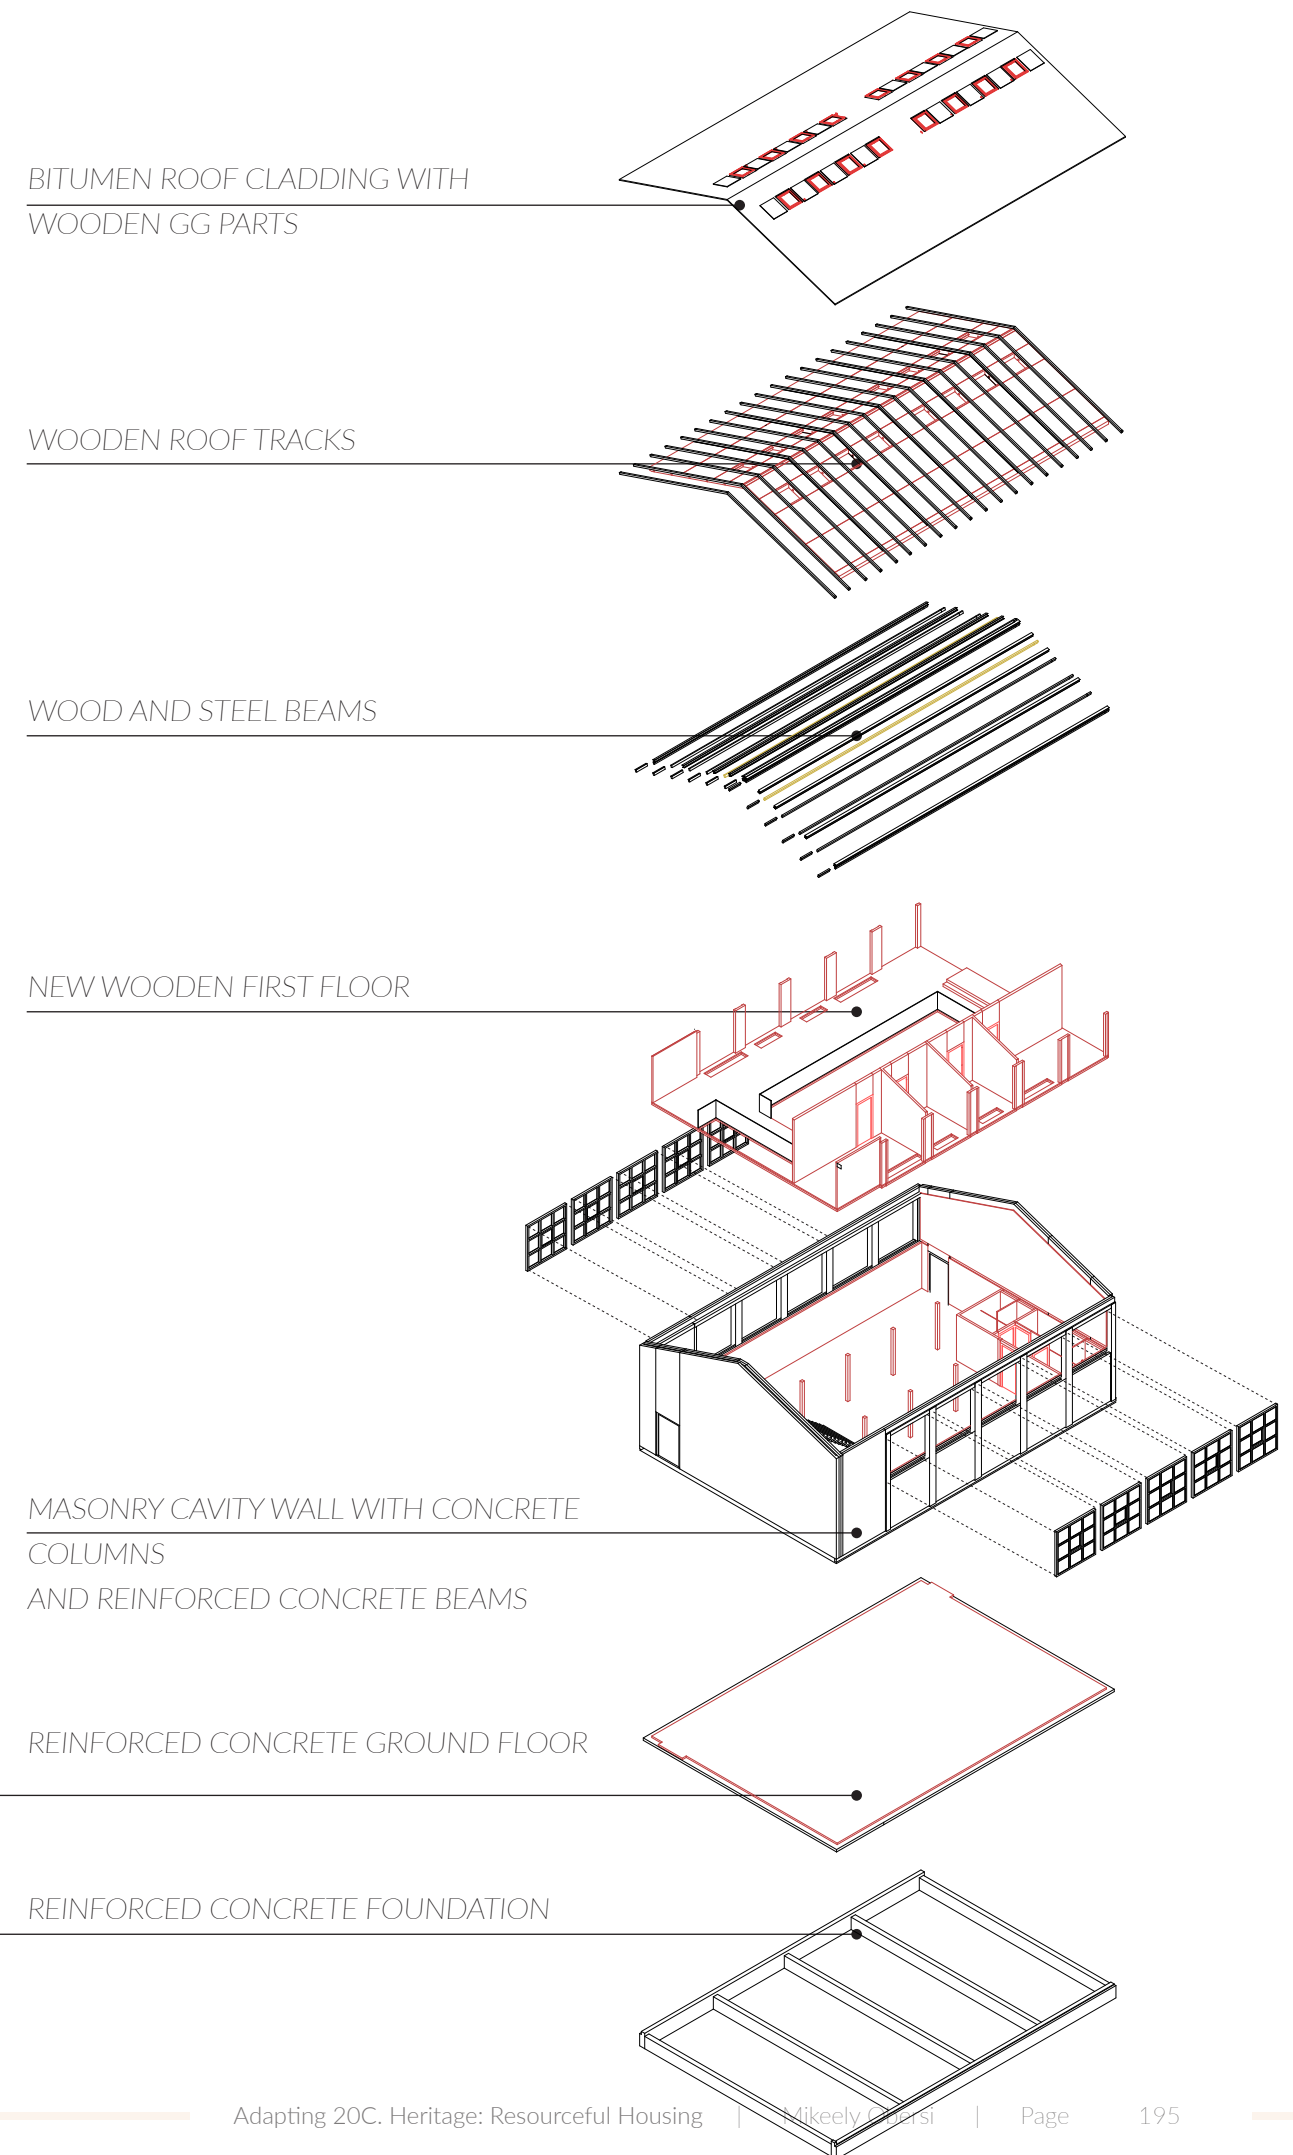 BITUMEN ROOF CLADDING WITH
WOODEN GG PARTS
WOODEN ROOF TRACKS
WOOD AND STEEL BEAMS
NEW WOODEN FIRST FLOOR
MASONRY CAVITY WALL WITH CONCRETE
COLUMNS
AND REINFORCED CONCRETE BEAMS
REINFORCED CONCRETE GROUND FLOOR
REINFORCED CONCRETE FOUNDATION
Adapting 20C. Heritage: Resourceful Housing | Mikeely Obersi | Page 195